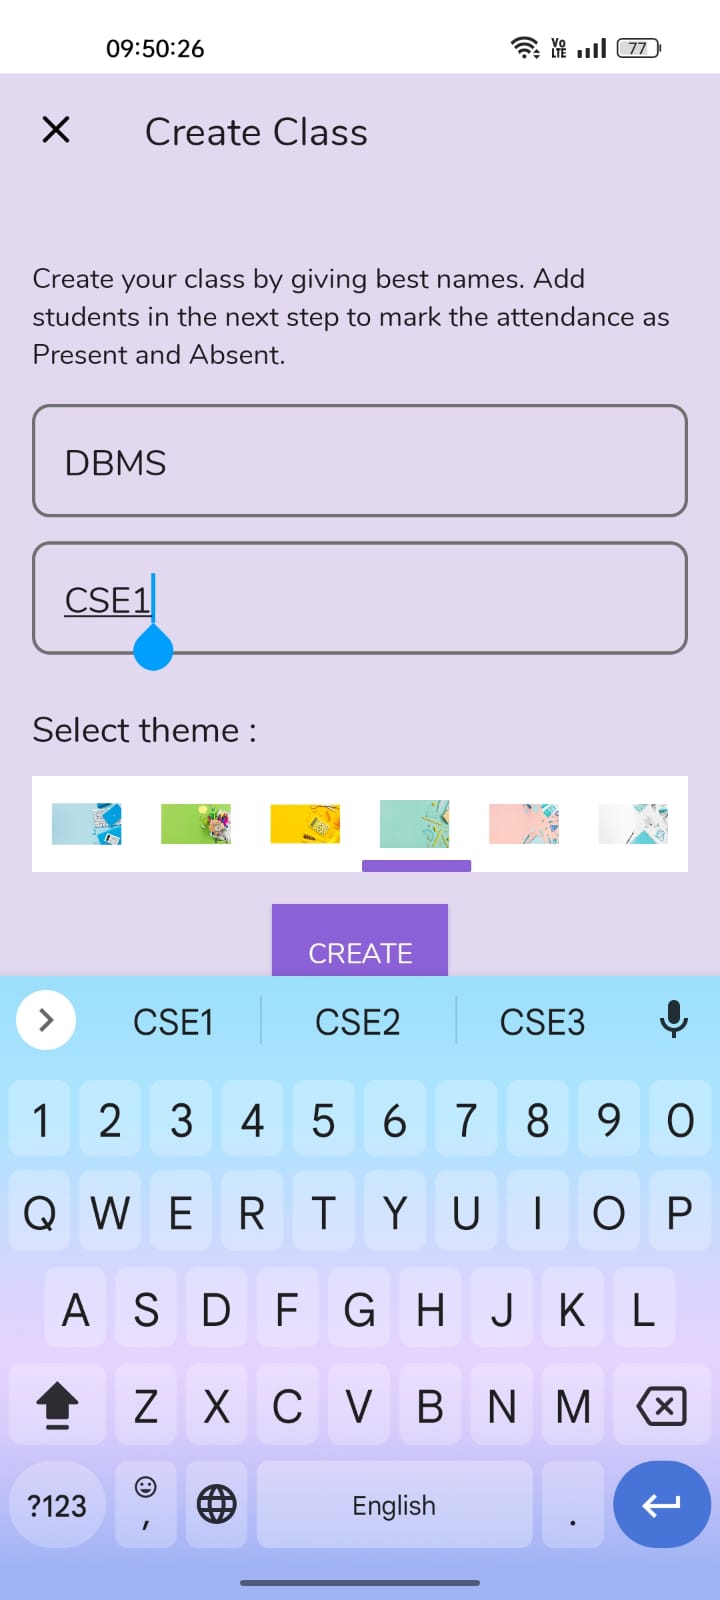 09:50:26
Vo
LTE
77
Create Class
Create your class by giving best names. Add
students in the next step to mark the attendance as
Present and Absent.
DBMS
CSE1
Select theme :
CREATE
CSE1 CSE2 CSE3
1 2 3 4 5 6 7 8 9 0
Q W E R T Y U I O P
A S D F G H J K L
Z X C V B N M
?123 , English .